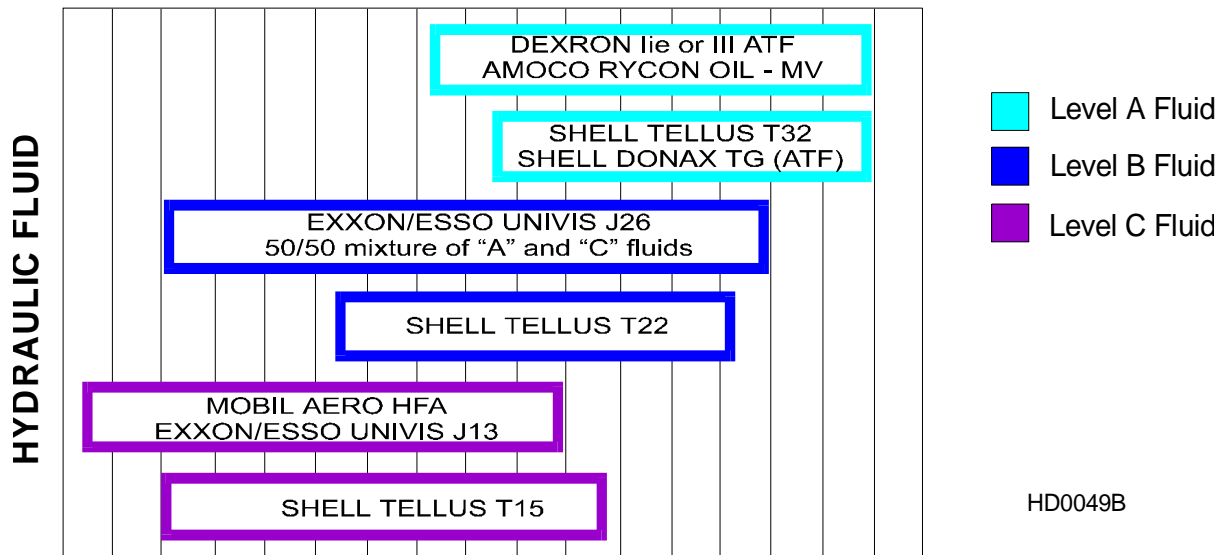 HYDRAULIC FLUID
DEXRON Iie or III ATF
AMOCO RYCON OIL - MV
SHELL TELLUS T32
SHELL DONAX TG (ATF)
EXXON/ESSO UNIVIS J26
50/50 mixture of “A” and “C” fluids
SHELL TELLUS T22
MOBIL AERO HFA
EXXON/ESSO UNIVIS J13
SHELL TELLUS T15
Level A Fluid
Level B Fluid
Level C Fluid
HD0049B